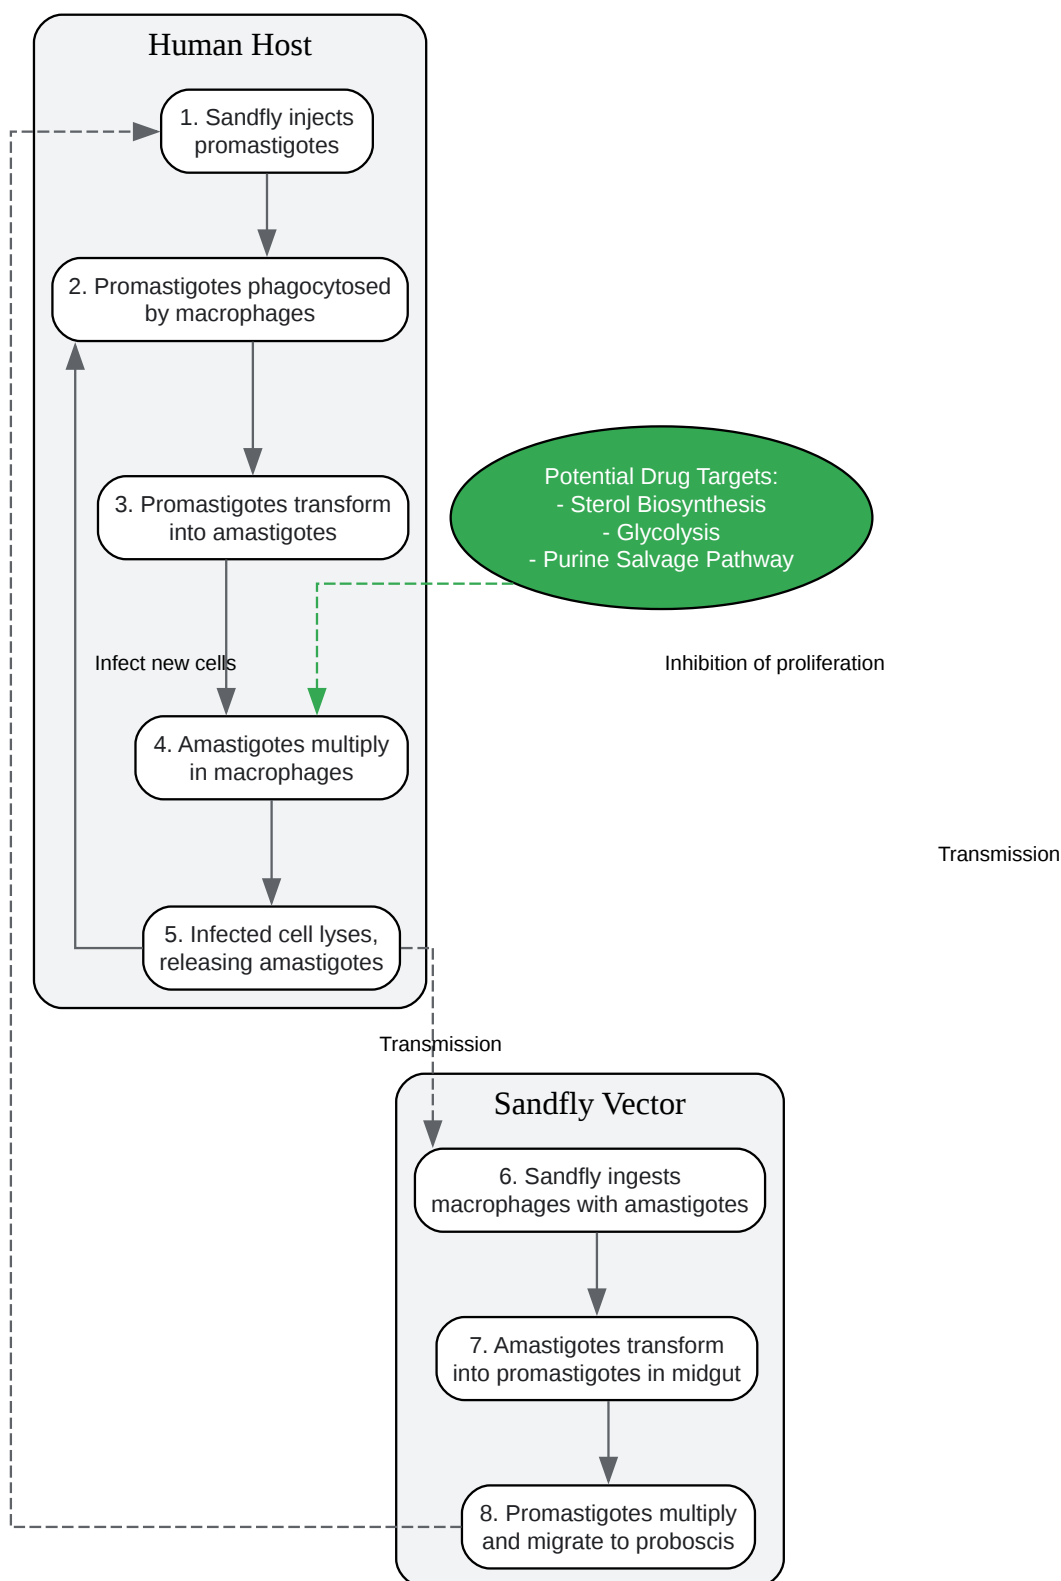 Human Host
1. Sandfly injects
promastigotes
2. Promastigotes phagocytosed
by macrophages
3. Promastigotes transform
into amastigotes
Potential Drug Targets:
- Sterol Biosynthesis
- Glycolysis
- Purine Salvage Pathway
Infect new cells
Inhibition of proliferation
4. Amastigotes multiply
in macrophages
Transmission
5. Infected cell lyses,
releasing amastigotes
Transmission
Sandfly Vector
6. Sandfly ingests
macrophages with amastigotes
7. Amastigotes transform
into promastigotes in midgut
8. Promastigotes multiply
and migrate to proboscis